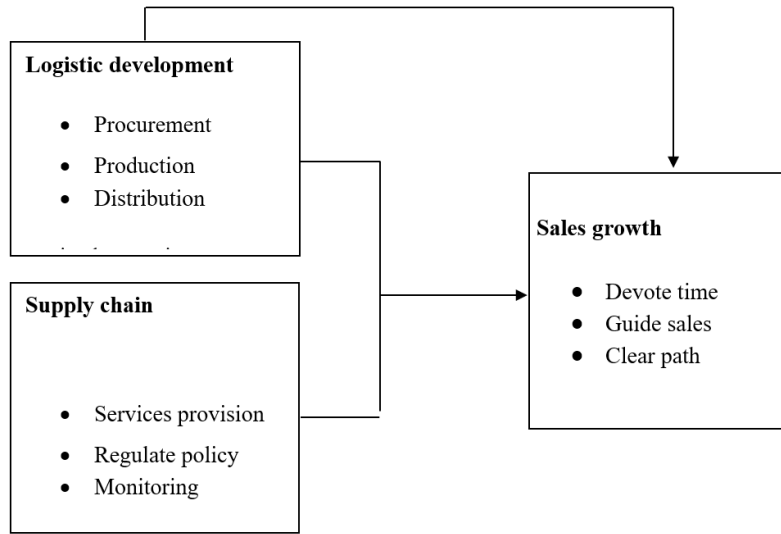 Logistic development
• Procurement
• Production
• Distribution
Supply chain
• Services provision
• Regulate policy
• Monitoring
Sales growth
• Devote time
• Guide sales
• Clear path